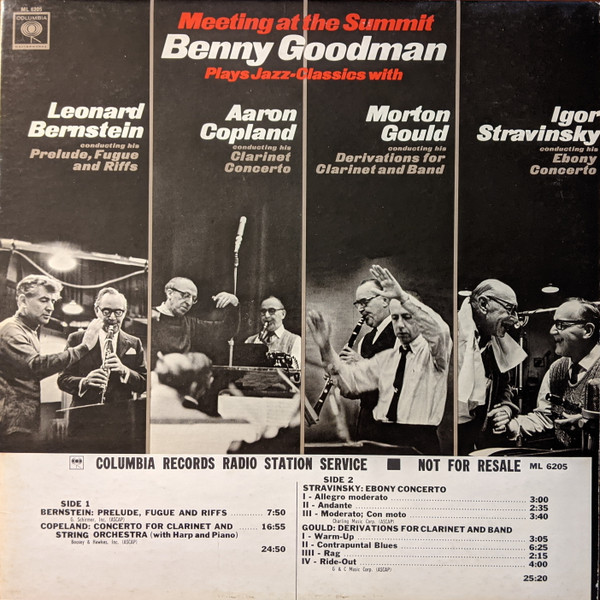 ML 6205
COLUMBIA
Meeting at the Summit
Benny Goodman
Plays Jazz-Classics with
Leonard
Bernstein
conducting his
Prelude, Fugue
and Riffs
Aaron
Copland
conducting his
Clarinet
Concerto
Morton
Gould
conducting his
Derivations for
Clarinet and Band
Igor
Stravinsky
conducting his
Ebony
Concerto
COLUMBIA RECORDS RADIO STATION SERVICE ■ NOT FOR RESALE ML 6205
SIDE 1
BERNSTEIN: PRELUDE, FUGUE AND RIFFS ........ 7:50
G. Schirmer, Inc. (ASCAP)
COPELAND: CONCERTO FOR CLARINET AND ........ 16:55
STRING ORCHESTRA (with Harp and Piano)
Boosey & Hawkes, Inc. (ASCAP)
24:50
SIDE 2
STRAVINSKY: EBONY CONCERTO
I - Allegro moderato ........ 3:00
II - Andante ........ 2:35
III - Moderato; Con moto ........ 3:40
Charling Music Corp. (ASCAP)
GOULD: DERIVATIONS FOR CLARINET AND BAND
I - Warm-Up ........ 3:05
II - Contrapuntal Blues ........ 6:25
IIII - Rag ........ 2:15
IV - Ride-Out ........ 4:00
G & C Music Corp. (ASCAP)
25:20